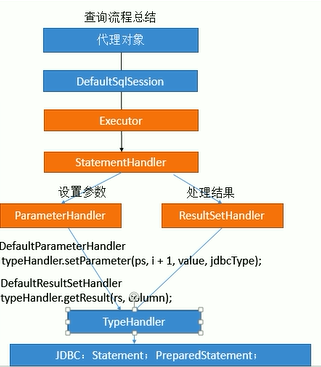 查询流程总结
代理对象
DefaultSqlSession
Executor
StatementHandler
设置参数
处理结果
ParameterHandler
ResultSetHandler
DefaultParameterHandler
typeHandler.setParameter(ps, i + 1, value, jdbcType);
DefaultResultSetHandler
typeHandler.getResult(rs, column);
TypeHandler
JDBC：Statement：PreparedStatement：